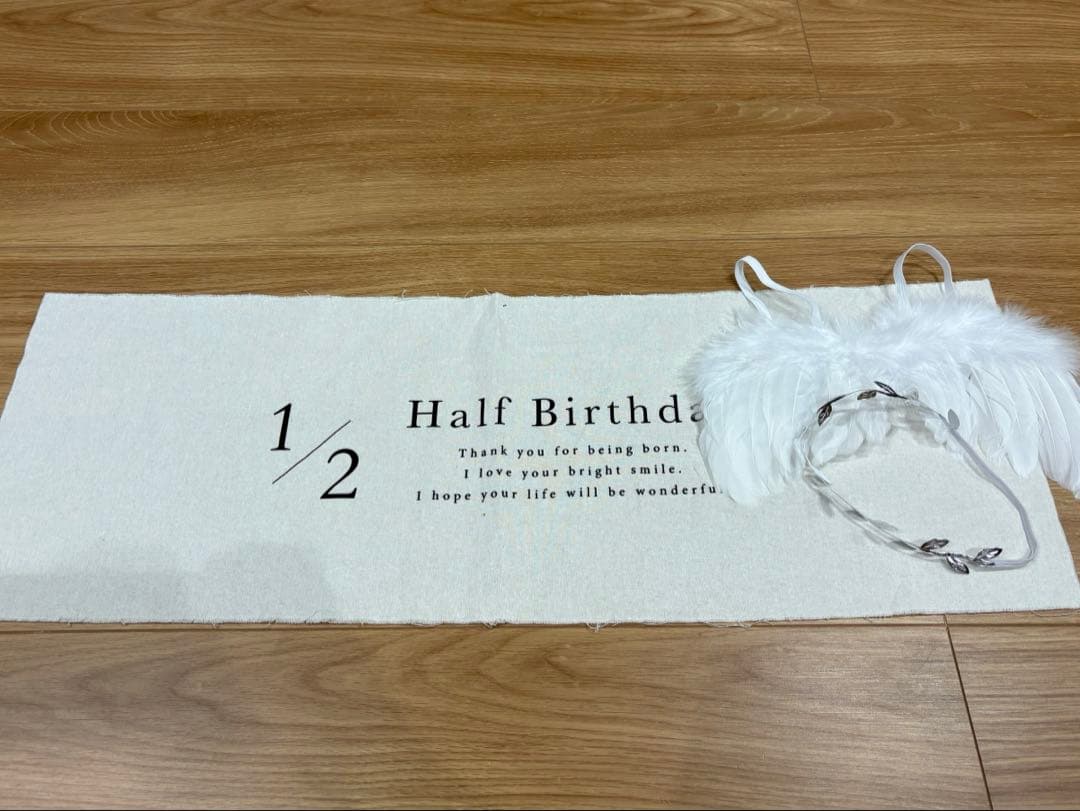 1/2
Half Birthda
Thank you for being born.
I love your bright smile.
I hope your life will be wonderfu